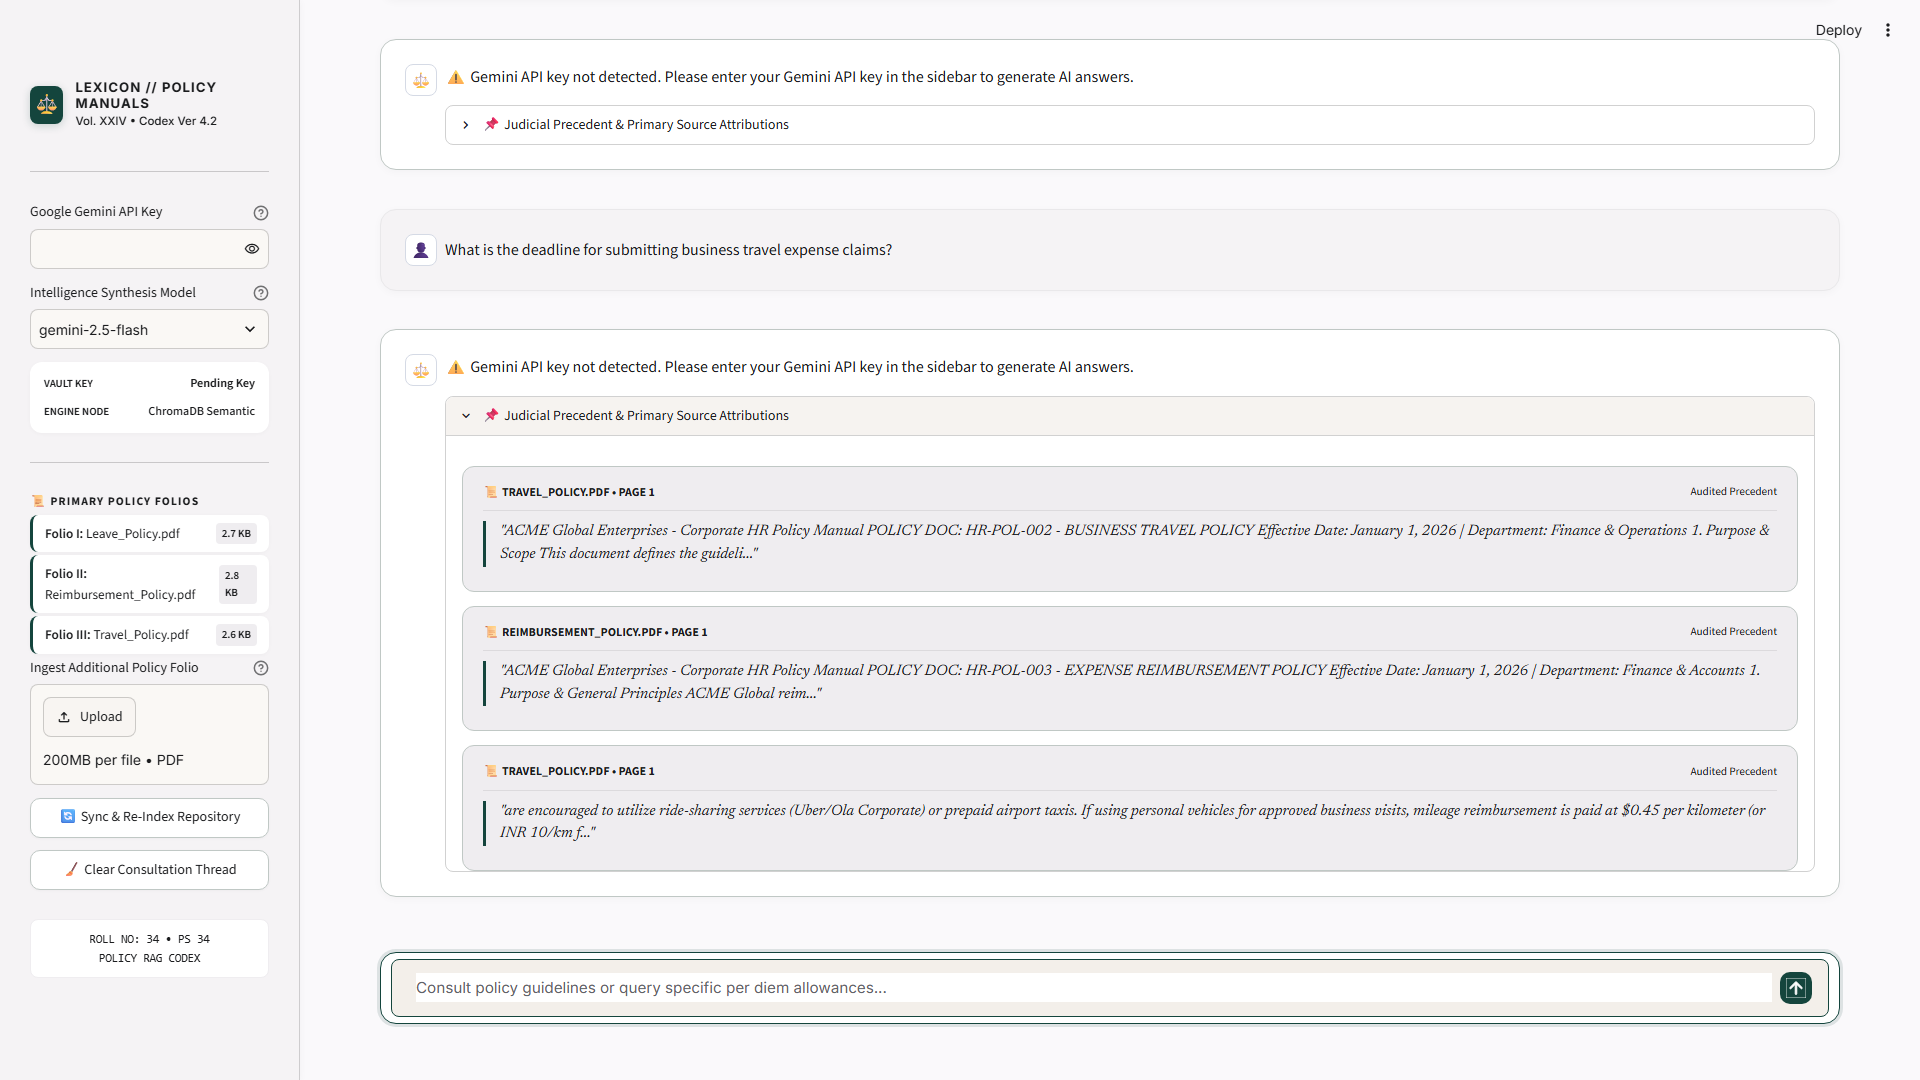 Deploy
LEXICON // POLICY
MANUALS
Vol. XXIV • Codex Ver 4.2
Google Gemini API Key
Intelligence Synthesis Model
gemini-2.5-flash
VAULT KEY Pending Key
ENGINE NODE ChromaDB Semantic
PRIMARY POLICY FOLIOS
Folio I: Leave_Policy.pdf 2.7 KB
Folio II:
Reimbursement_Policy.pdf
2.8
KB
Folio III: Travel_Policy.pdf 2.6 KB
Ingest Additional Policy Folio
Upload
200MB per file • PDF
Sync & Re-Index Repository
Clear Consultation Thread
ROLL NO: 34 • PS 34
POLICY RAG CODEX
Gemini API key not detected. Please enter your Gemini API key in the sidebar to generate AI answers.
Judicial Precedent & Primary Source Attributions
What is the deadline for submitting business travel expense claims?
Gemini API key not detected. Please enter your Gemini API key in the sidebar to generate AI answers.
Judicial Precedent & Primary Source Attributions
TRAVEL_POLICY.PDF • PAGE 1 Audited Precedent
"ACME Global Enterprises - Corporate HR Policy Manual POLICY DOC: HR-POL-002 - BUSINESS TRAVEL POLICY Effective Date: January 1, 2026 | Department: Finance & Operations 1. Purpose &
Scope This document defines the guideli..."
REIMBURSEMENT_POLICY.PDF • PAGE 1 Audited Precedent
"ACME Global Enterprises - Corporate HR Policy Manual POLICY DOC: HR-POL-003 - EXPENSE REIMBURSEMENT POLICY Effective Date: January 1, 2026 | Department: Finance & Accounts 1.
Purpose & General Principles ACME Global reim..."
TRAVEL_POLICY.PDF • PAGE 1 Audited Precedent
"are encouraged to utilize ride-sharing services (Uber/Ola Corporate) or prepaid airport taxis. If using personal vehicles for approved business visits, mileage reimbursement is paid at $0.45 per kilometer (or
INR 10/km f..."
Consult policy guidelines or query specific per diem allowances...